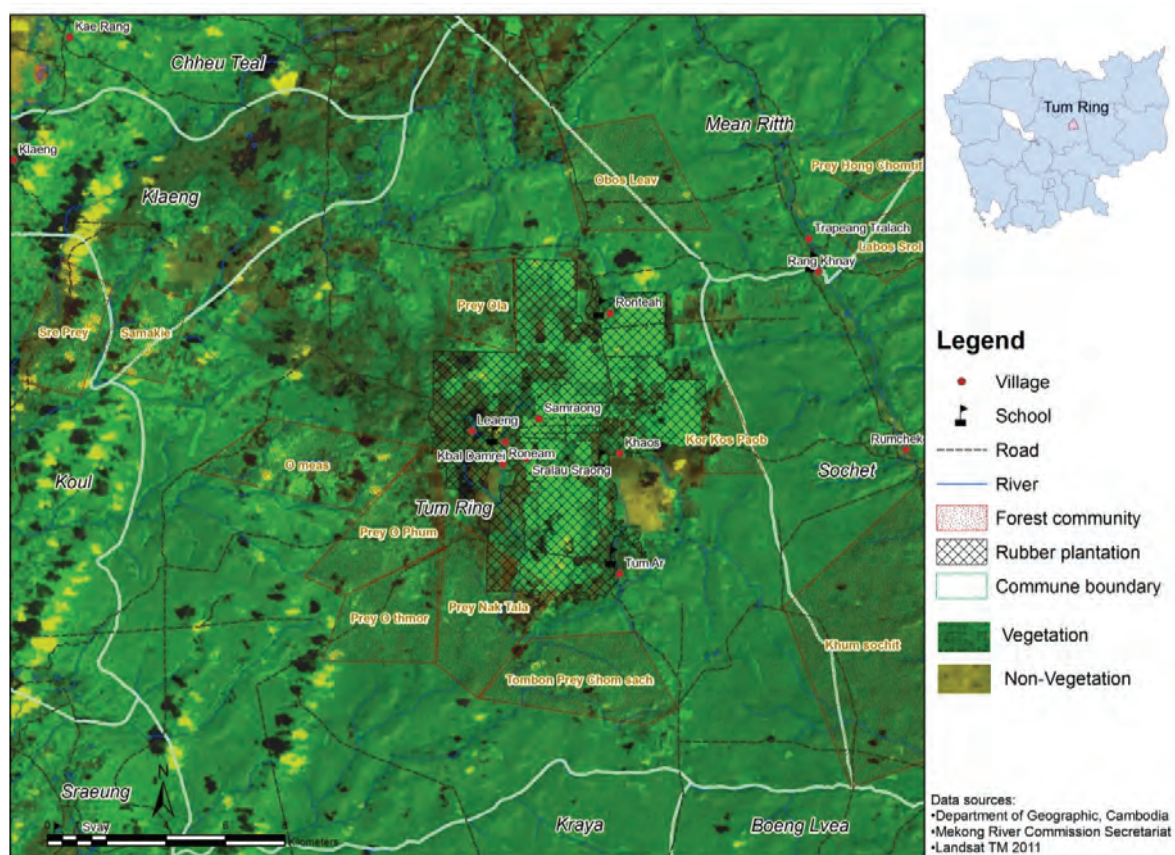 Kae Rang
Chheu Teal
Mean Ritth
Klaeng
Klaeng
Obos Leav
Prey Hong Chomtit
Trapeang Tralach
Labos Srol
Rang Khnay
Prey Ola
Ronteah
Sre Prey
Samakie
Samraong
Leaeng
Kbal Damrei
Roneam
Khaos
Kor Kos Paob
Rumchek
Sralau Sraong
O meas
Koul
Sochet
Tum Ring
Prey O Phum
Tum Ar
Prey O thmor
Prey Nak Tala
Khum sochit
Tombon Prey Chom sach
Sraeung
N
Svay
Kilometers
Kraya
Boeng Lvea
Tum Ring
Legend
Village
School
Road
River
Forest community
Rubber plantation
Commune boundary
Vegetation
Non-Vegetation
Data sources:
•Department of Geographic, Cambodia
•Mekong River Commission Secretariat
•Landsat TM 2011